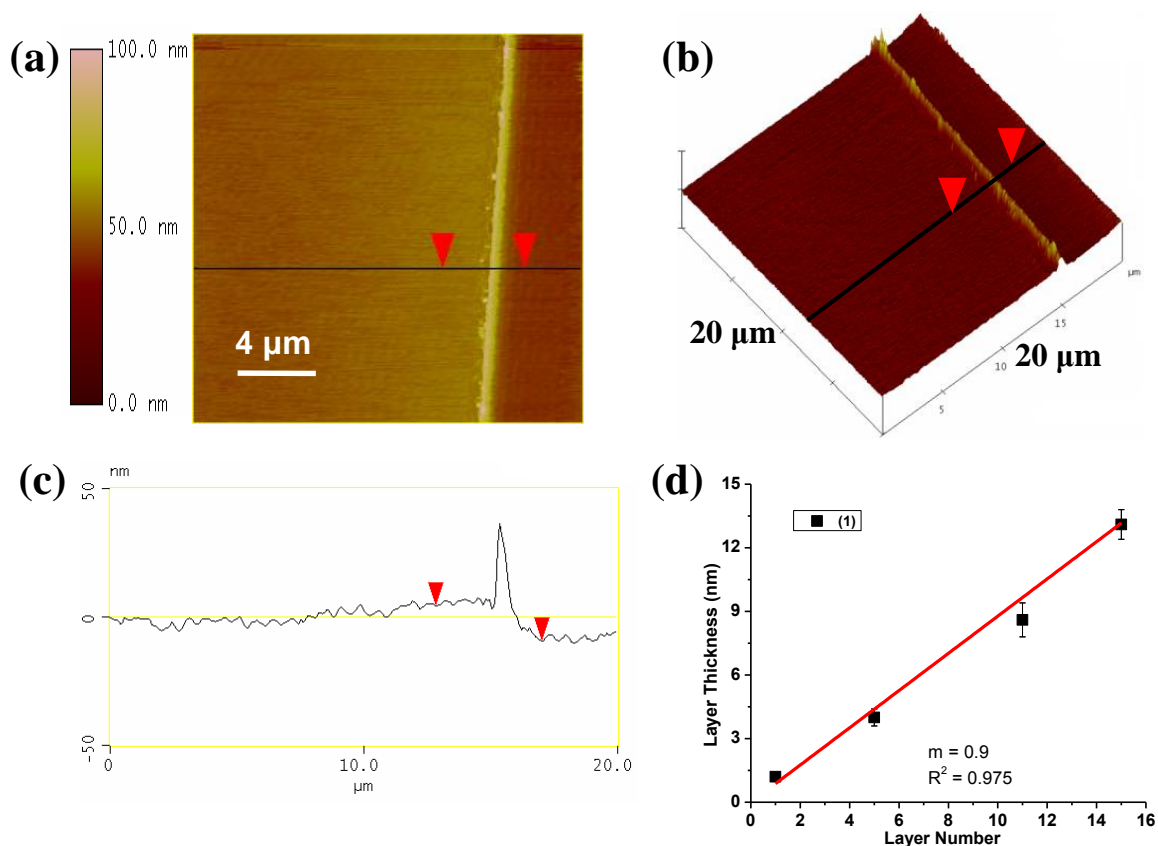 (a)
100.0 nm
50.0 nm
0.0 nm
4 μm
(b)
20 μm
20 μm
5
10
15
μm
(c)
nm
50
0
-50
0
10.0
20.0
μm
(d)
15
12
9
6
3
0
Layer Thickness (nm)
(1)
m = 0.9
R² = 0.975
0 2 4 6 8 10 12 14 16
Layer Number